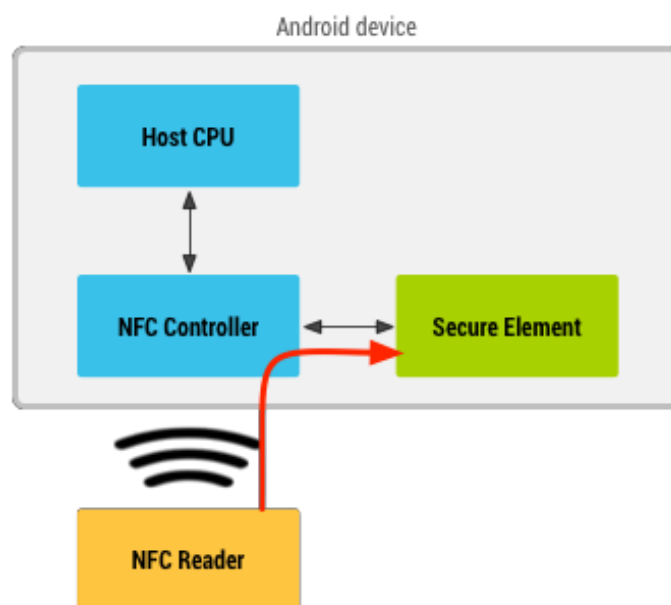 Android device
Host CPU
NFC Controller
Secure Element
NFC Reader